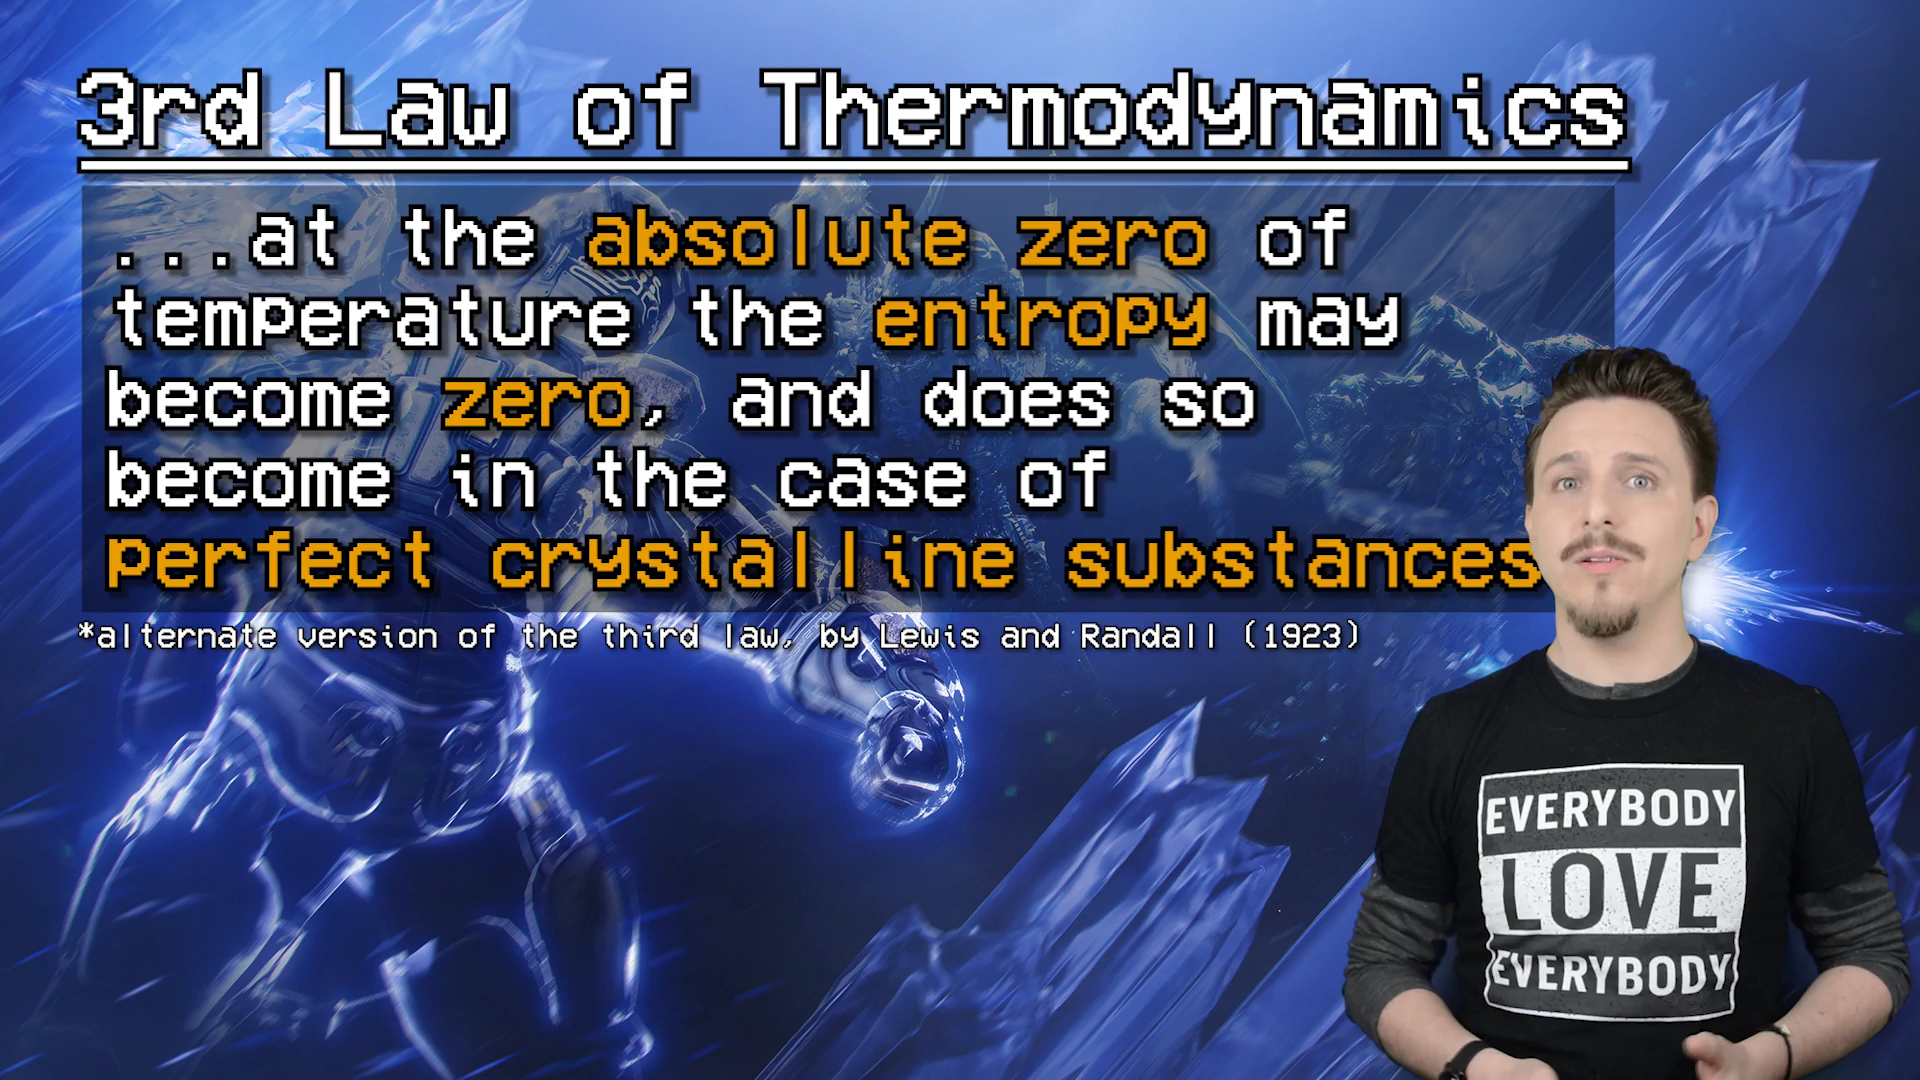 3rd Law of Thermodynamics
...at the absolute zero of
temperature the entropy may
become zero, and does so
become in the case of
perfect crystalline substances
*alternate version of the third law, by Lewis and Randall (1923)
EVERYBODY
LOVE
EVERYBODY